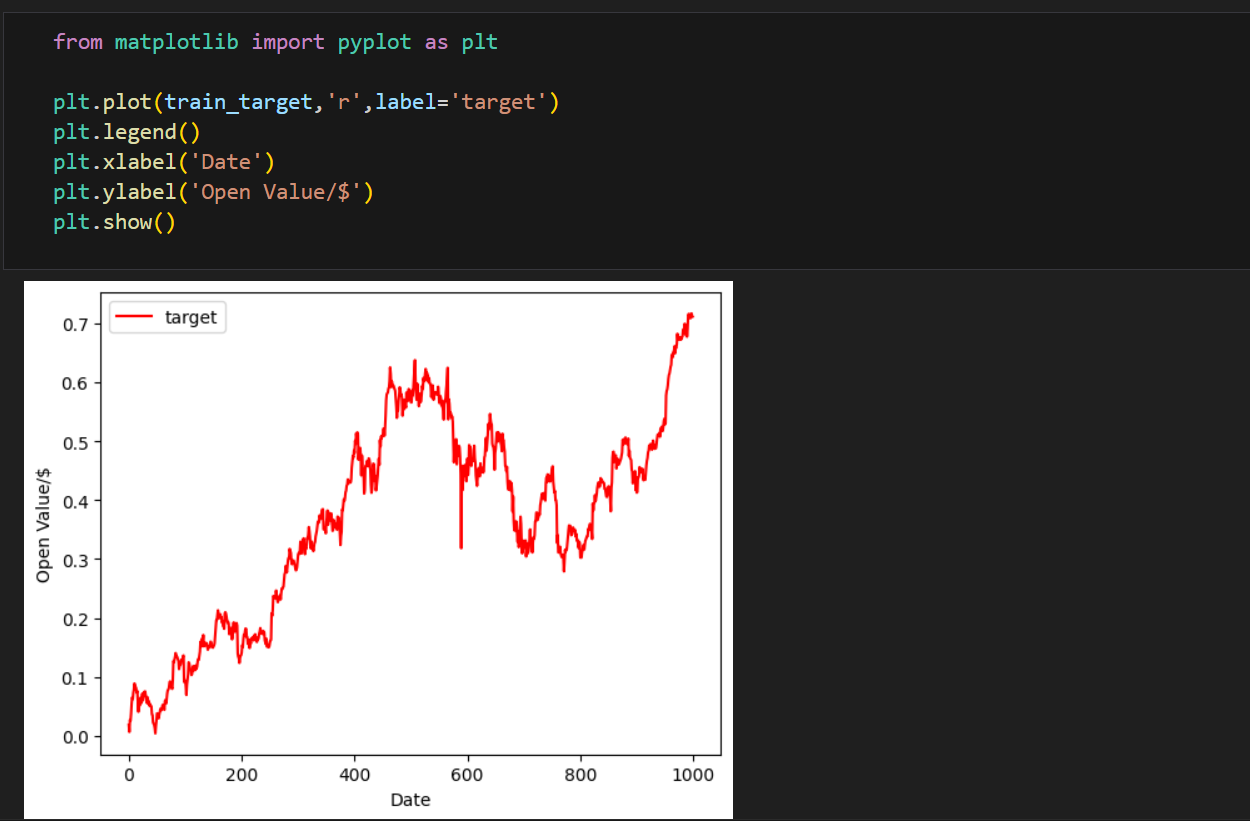 from matplotlib import pyplot as plt
plt.plot(train_target,'r',label='target')
plt.legend()
plt.xlabel('Date')
plt.ylabel('Open Value/$')
plt.show()
target
0.7
0.6
0.5
0.4
0.3
0.2
0.1
0.0
Open Value/$
0 200 400 600 800 1000
Date